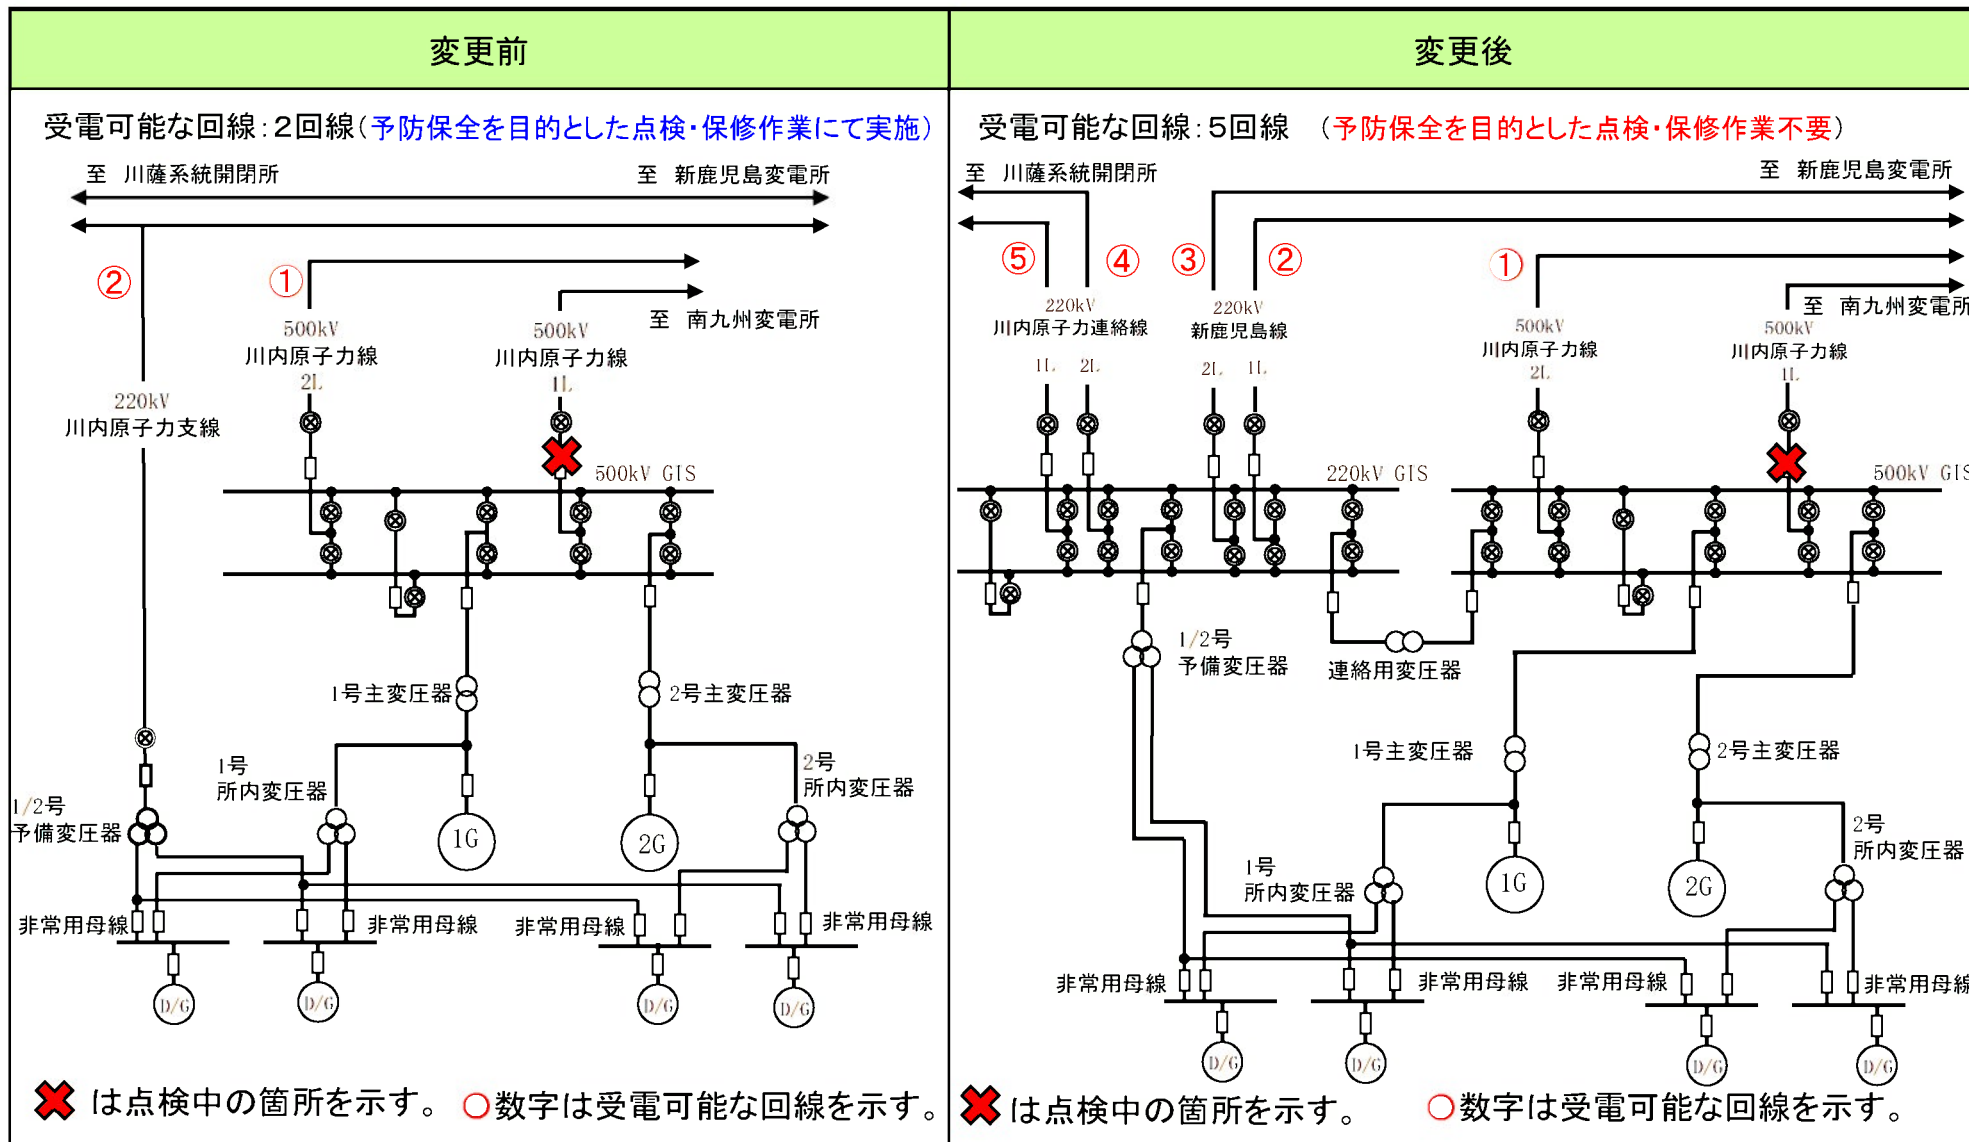 変更前
受電可能な回線：2回線（予防保全を目的とした点検・保修作業にて実施）
至 川薩系統開閉所
至 新鹿児島変電所
②
①
500kV
川内原子力線
2L
500kV
川内原子力線
1L
至 南九州変電所
220kV
川内原子力支線
500kV GIS
1号主変圧器
2号主変圧器
1号
所内変圧器
2号
所内変圧器
1/2号
予備変圧器
1G
2G
非常用母線
非常用母線
非常用母線
非常用母線
D/G
D/G
D/G
D/G
は点検中の箇所を示す。
○数字は受電可能な回線を示す。
変更後
受電可能な回線：5回線 （予防保全を目的とした点検・保修作業不要）
至 川薩系統開閉所
至 新鹿児島変電所
⑤
④
③
②
①
220kV
川内原子力連絡線
1L 2L
220kV
新鹿児島線
2L 1L
500kV
川内原子力線
2L
至 南九州変電所
500kV
川内原子力線
1L
220kV GIS
500kV GIS
1/2号
予備変圧器
連絡用変圧器
1号主変圧器
2号主変圧器
1号
所内変圧器
2号
所内変圧器
1G
2G
非常用母線
非常用母線
非常用母線
非常用母線
D/G
D/G
D/G
D/G
は点検中の箇所を示す。
○数字は受電可能な回線を示す。